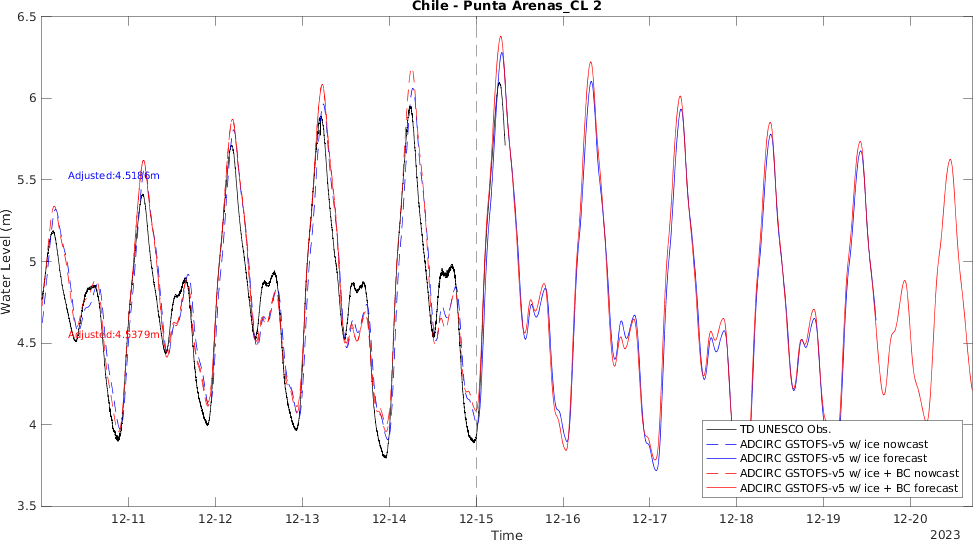 Chile - Punta Arenas_CL 2
6.5
6
5.5
5
4.5
4
3.5
Water Level (m)
Adjusted:4.5186m
Adjusted:4.5379m
TD UNESCO Obs.
ADCIRC GSTOFS-v5 w/ ice nowcast
ADCIRC GSTOFS-v5 w/ ice forecast
ADCIRC GSTOFS-v5 w/ ice + BC nowcast
ADCIRC GSTOFS-v5 w/ ice + BC forecast
12-11 12-12 12-13 12-14 12-15 12-16 12-17 12-18 12-19 12-20
Time
2023